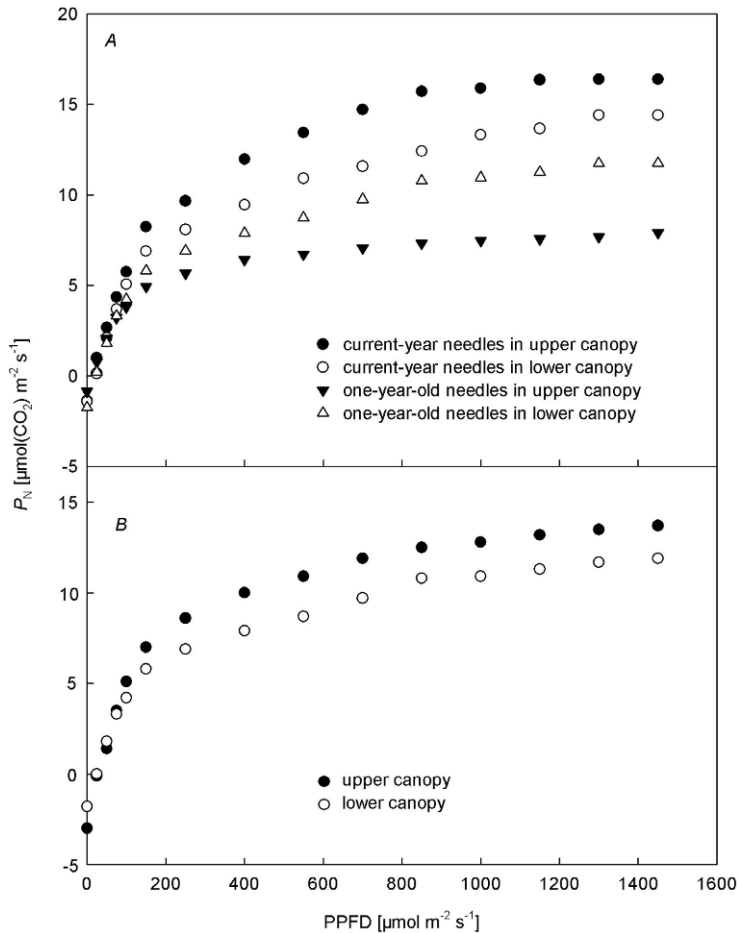 20
A
15
10
5
0
-5
current-year needles in upper canopy
current-year needles in lower canopy
one-year-old needles in upper canopy
one-year-old needles in lower canopy
P_N [µmol(CO₂) m⁻² s⁻¹]
B
15
10
5
0
-5
upper canopy
lower canopy
0 200 400 600 800 1000 1200 1400 1600
PPFD [µmol m⁻² s⁻¹]